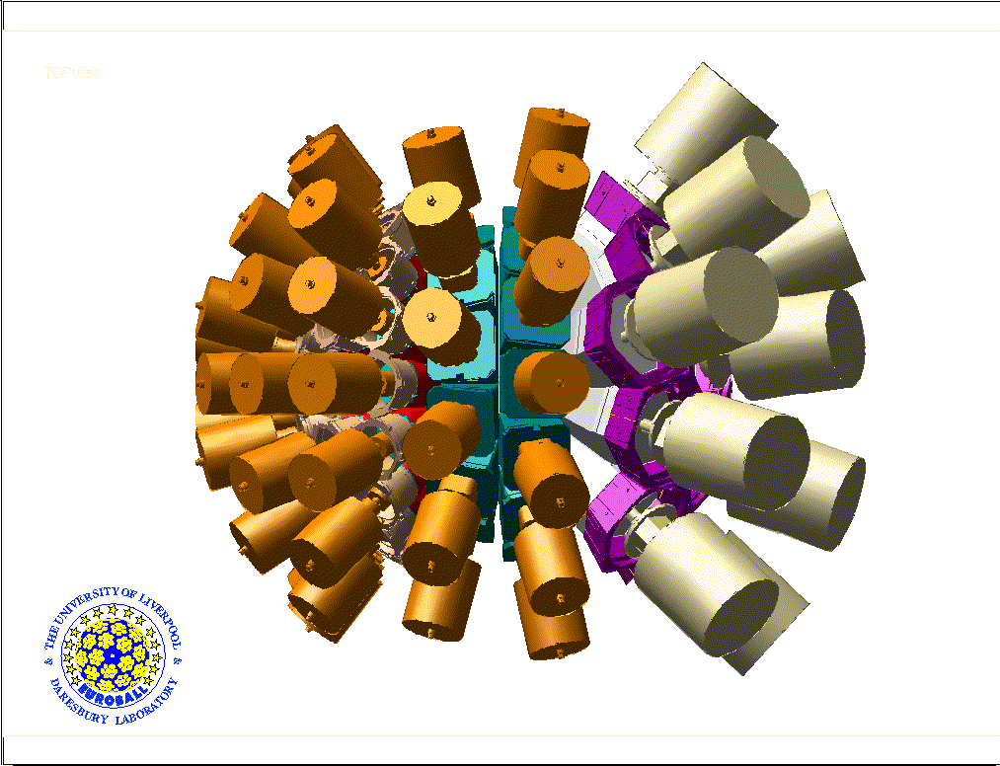 TOPview
& THE UNIVERSITY OF LIVERPOOL &
DARESBURY LABORATORY
EUROBALL